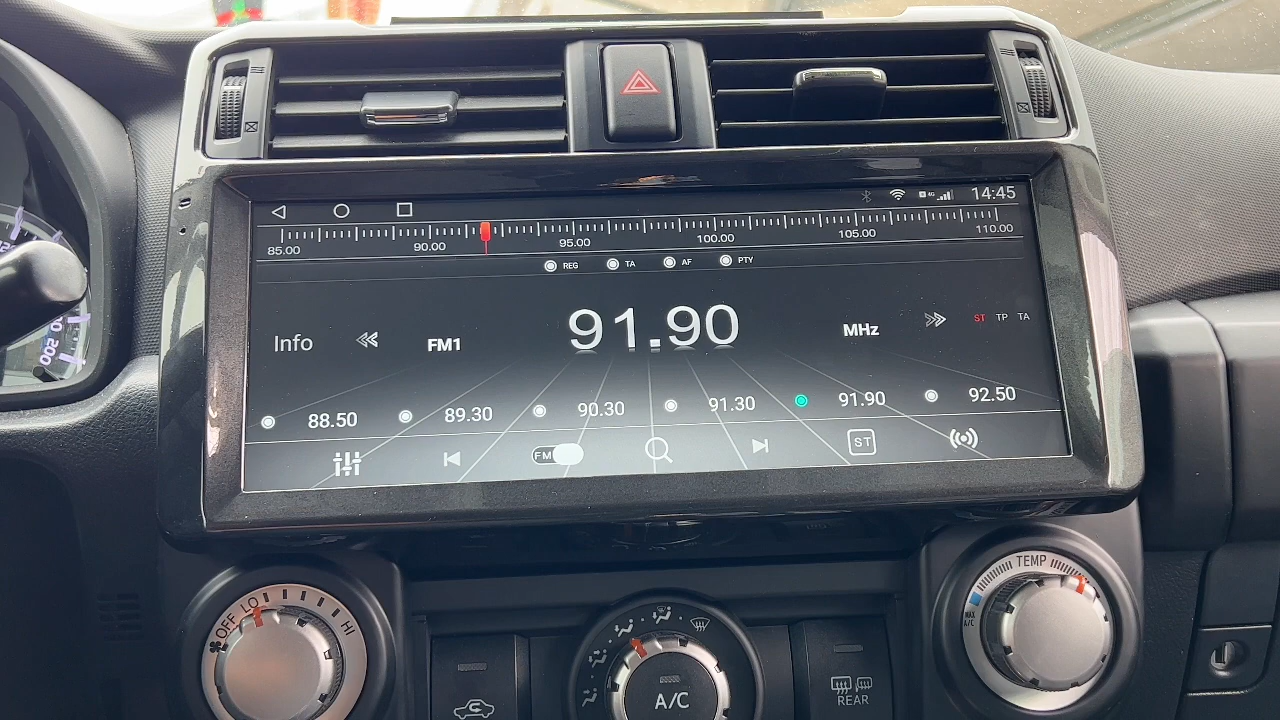 4G 14:45
85.00 90.00 95.00 100.00 105.00 110.00
REG TA AF PTY
Info FM1 91.90 MHz ST TP TA
88.50 89.30 90.30 91.30 91.90 92.50
FM ST
OFF LO HI
A/C
REAR
TEMP
MAX A/C